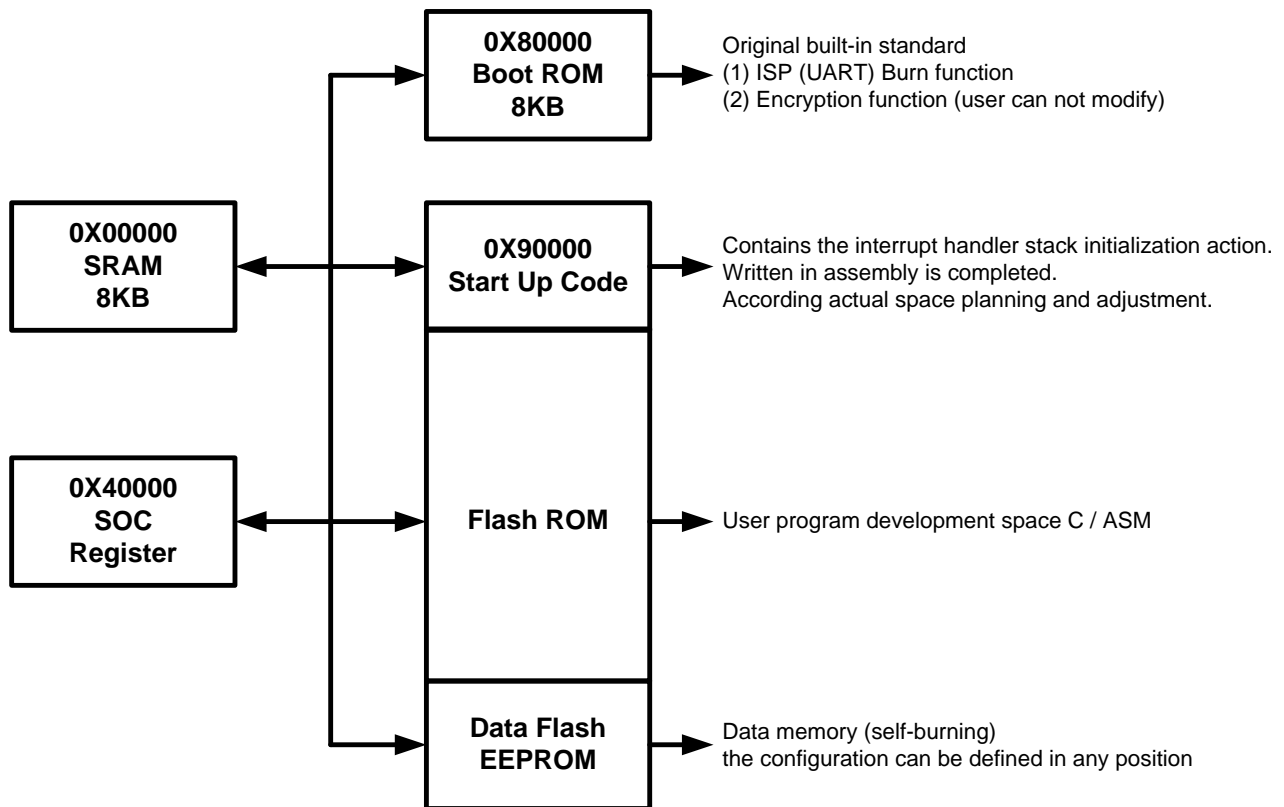 0X80000
Boot ROM
8KB
Original built-in standard
(1) ISP (UART) Burn function
(2) Encryption function (user can not modify)
0X00000
SRAM
8KB
0X90000
Start Up Code
Contains the interrupt handler stack initialization action.
Written in assembly is completed.
According actual space planning and adjustment.
0X40000
SOC
Register
Flash ROM
User program development space C / ASM
Data Flash
EEPROM
Data memory (self-burning)
the configuration can be defined in any position